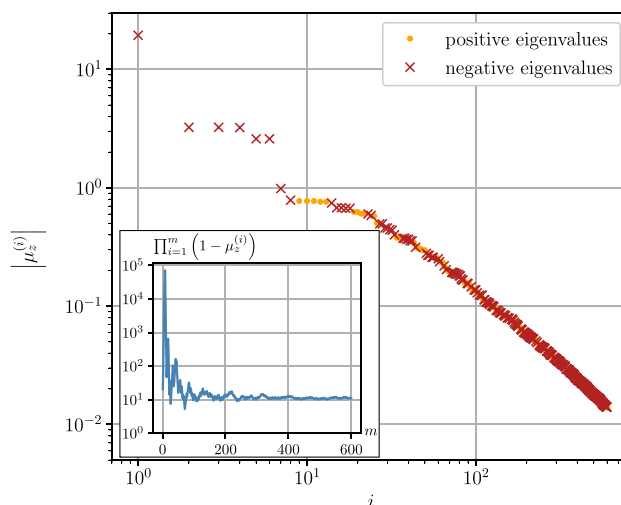 positive eigenvalues
negative eigenvalues
10^1
10^0
10^{-1}
10^{-2}
|μ_z^{(i)}|
∏_{i=1}^{m} (1 − μ_z^{(i)})
10^5
10^4
10^3
10^2
10^1
10^0
0 200 400 600
m
10^0 10^1 10^2